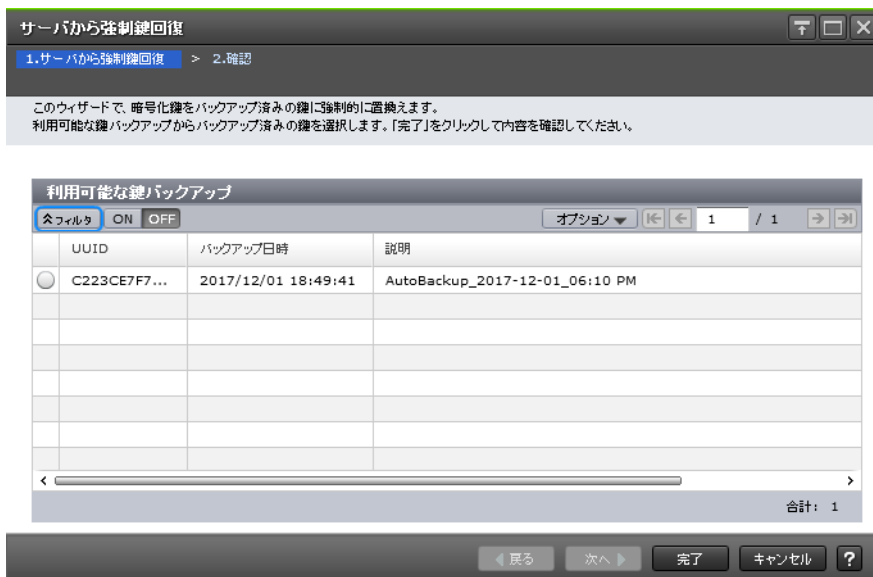 サーバから強制鍵回復
1.サーバから強制鍵回復 > 2.確認
このウィザードで、暗号化鍵をバックアップ済みの鍵に強制的に置換えます。
利用可能な鍵バックアップからバックアップ済みの鍵を選択します。「完了」をクリックして内容を確認してください。
利用可能な鍵バックアップ
フィルタ ON OFF オプション 1 / 1
UUID バックアップ日時 説明
C223CE7F7... 2017/12/01 18:49:41 AutoBackup_2017-12-01_06:10 PM
合計: 1
戻る 次へ 完了 キャンセル ?